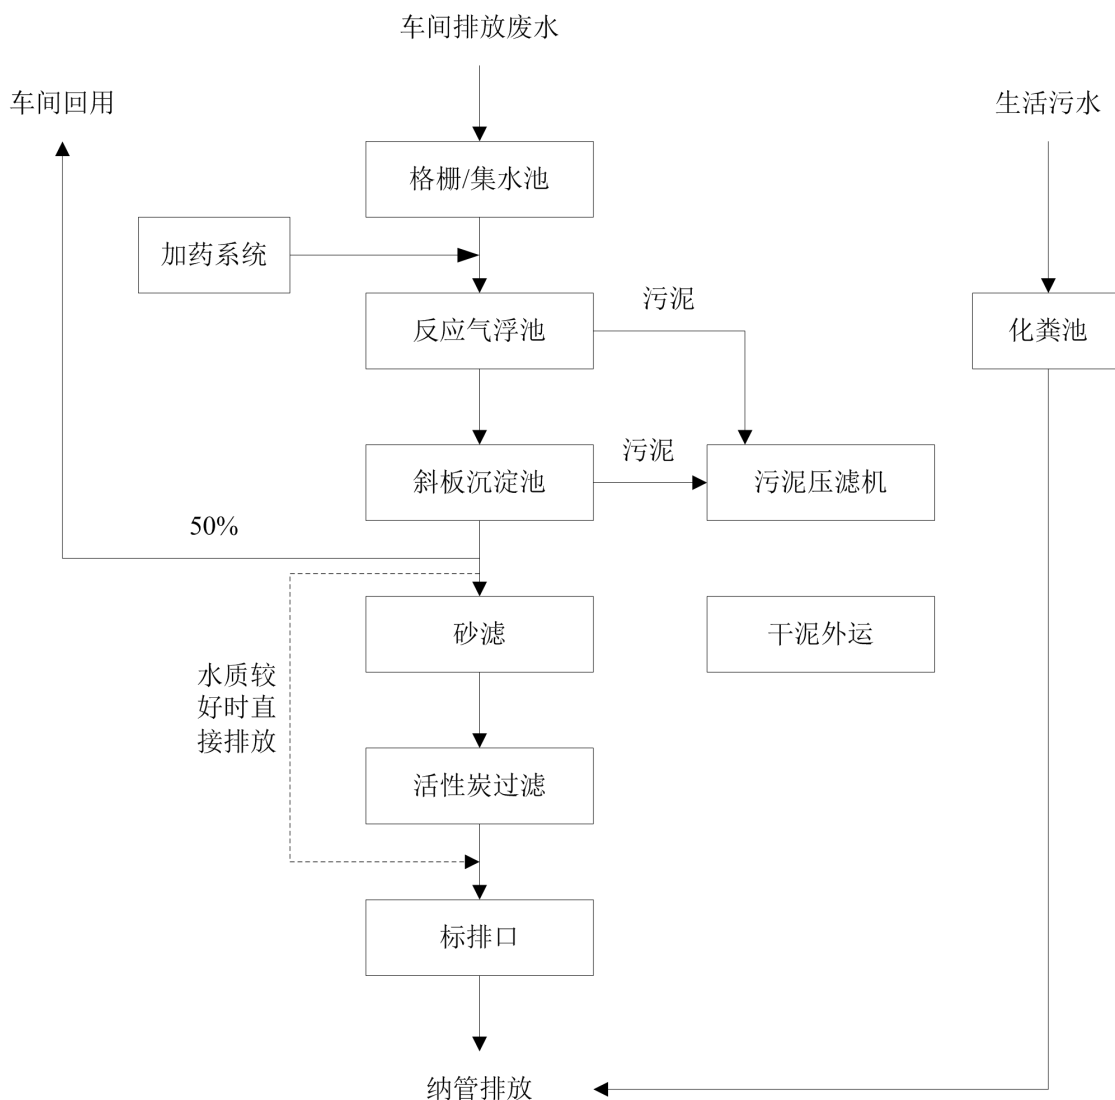 车间排放废水
车间回用
生活污水
格栅/集水池
加药系统
污泥
反应气浮池
化粪池
污泥
斜板沉淀池
污泥压滤机
50%
砂滤
干泥外运
水质较
好时直
接排放
活性炭过滤
标排口
纳管排放